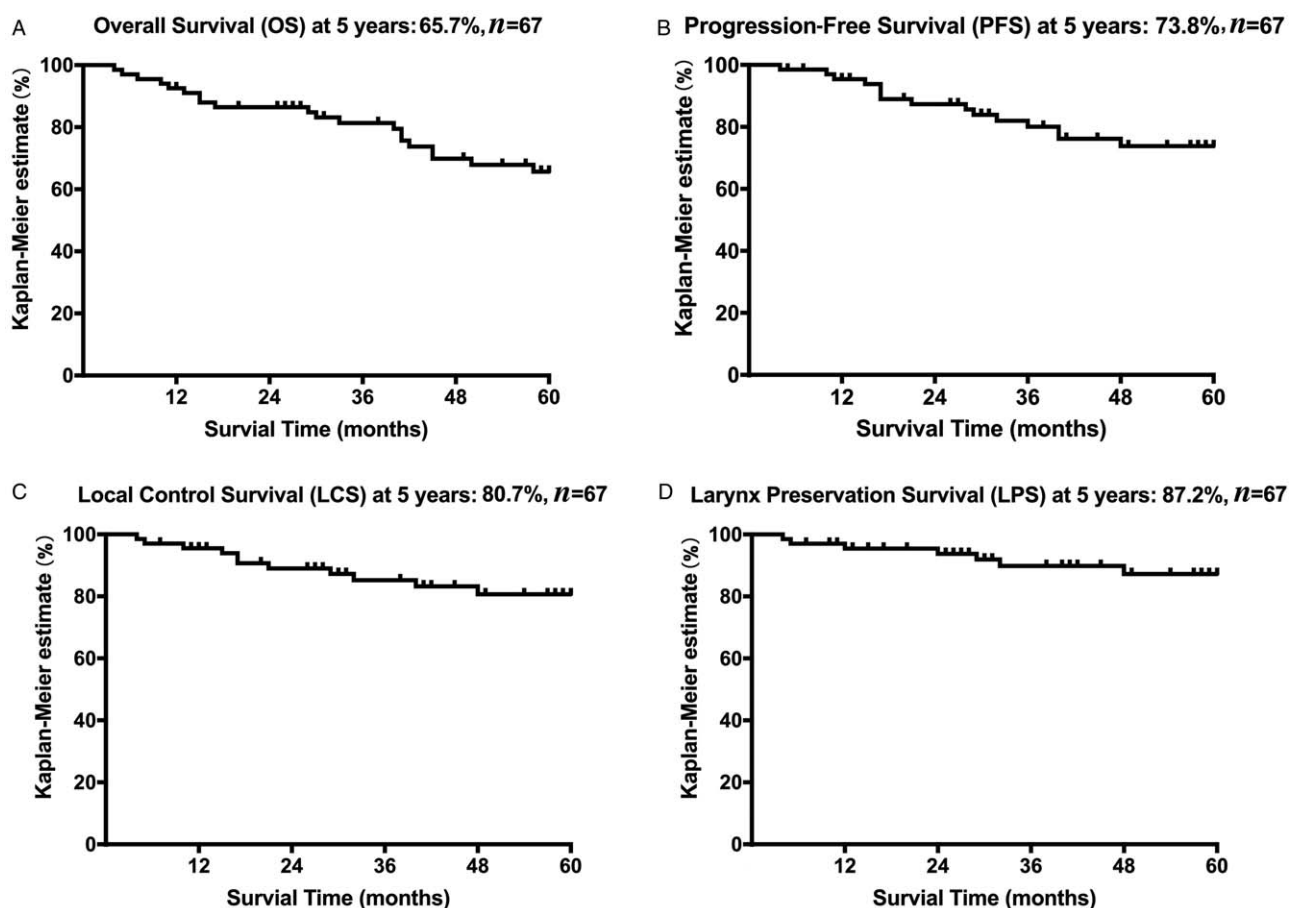 A Overall Survival (OS) at 5 years: 65.7%, n=67
Kaplan-Meier estimate (%)
100
80
60
40
20
0
12 24 36 48 60
Survial Time (months)
B Progression-Free Survival (PFS) at 5 years: 73.8%, n=67
Kaplan-Meier estimate (%)
100
80
60
40
20
0
12 24 36 48 60
Survival Time (months)
C Local Control Survival (LCS) at 5 years: 80.7%, n=67
Kaplan-Meier estimate (%)
100
80
60
40
20
0
12 24 36 48 60
Survial Time (months)
D Larynx Preservation Survival (LPS) at 5 years: 87.2%, n=67
Kaplan-Meier estimate (%)
100
80
60
40
20
0
12 24 36 48 60
Survial Time (months)